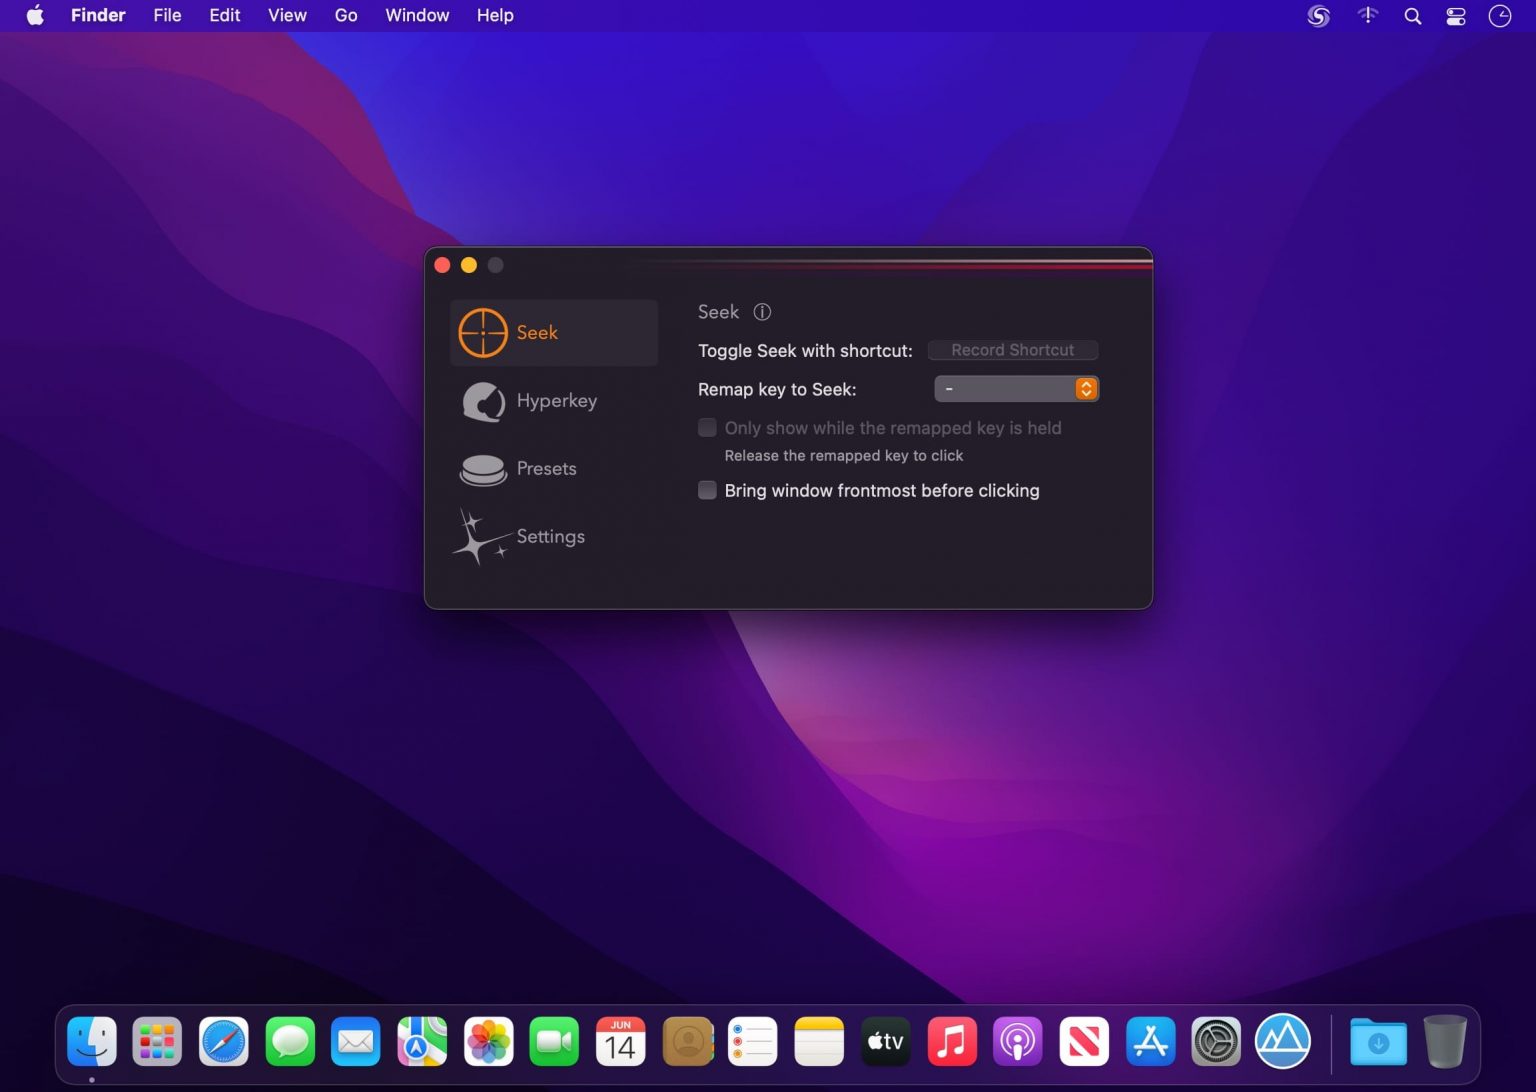 Finder File Edit View Go Window Help
Seek
Hyperkey
Presets
Settings
Seek
Toggle Seek with shortcut: Record Shortcut
Remap key to Seek: -
Only show while the remapped key is held
Release the remapped key to click
Bring window frontmost before clicking
JUN
14
tv